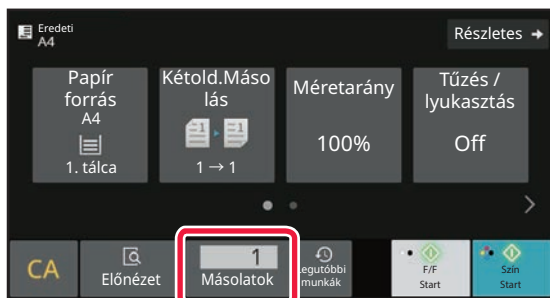 Eredeti
A4
Részletes
Papír
forrás
A4
1. tálca
Kétold.Máso
lás
1 → 1
Méretarány
100%
Tűzés /
lyukasztás
Off
CA
Előnézet
1
Másolatok
munkák
F/F
Start
Szín
Start